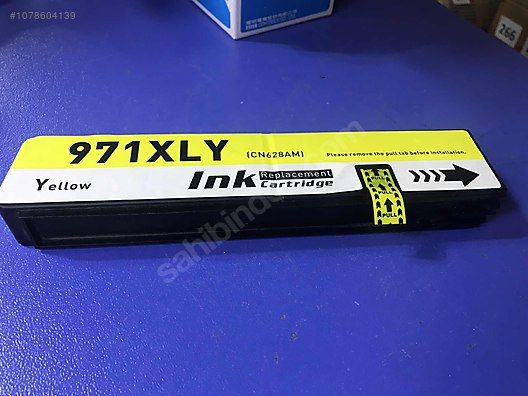 #1078604139
266
971XLY (CN628AM) Please remove the pull tab before installation.
Yellow
Ink Replacement Cartridge
PULL
PULL
sahibinden.com